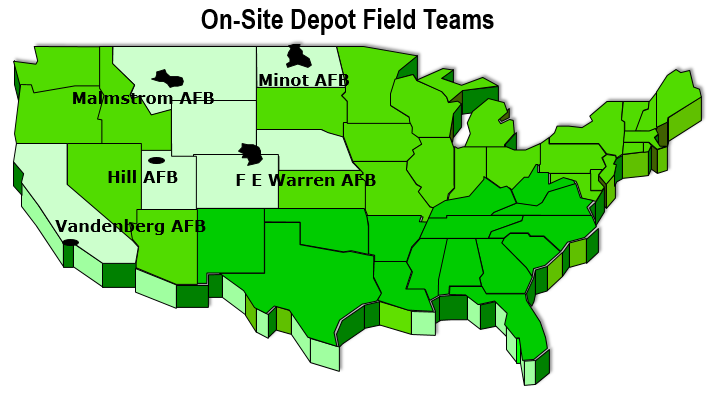 On-Site Depot Field Teams
Minot AFB
Malmstrom AFB
Hill AFB
F E Warren AFB
Vandenberg AFB